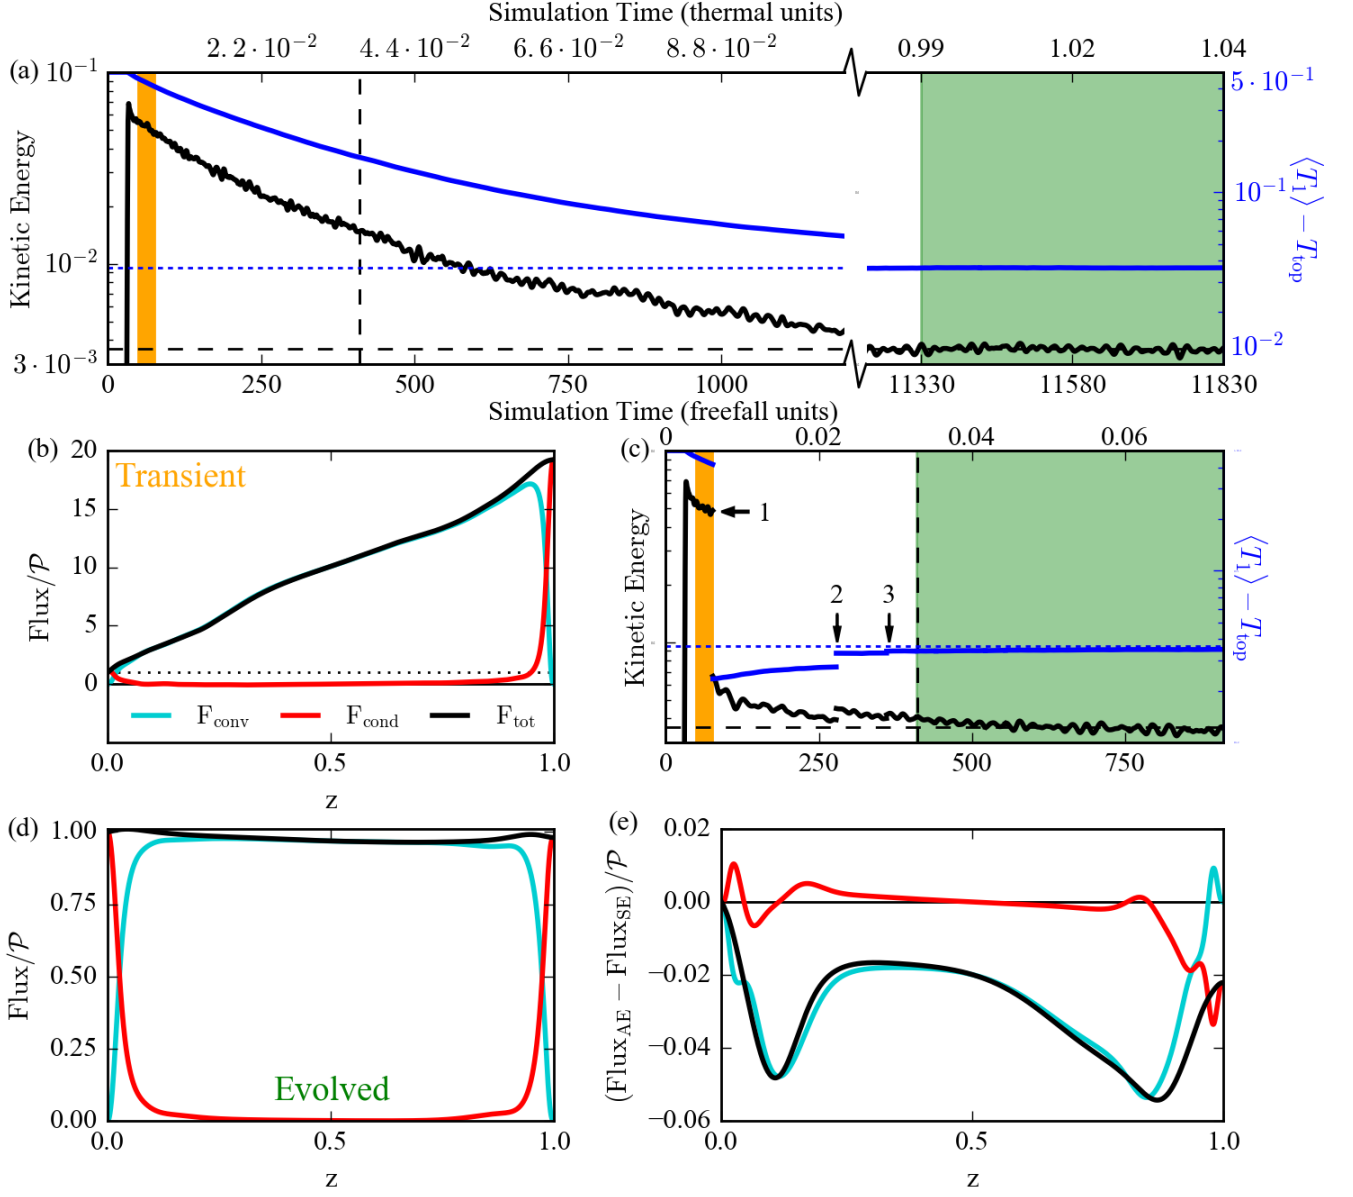 Simulation Time (thermal units)
2.2 · 10⁻² 4.4 · 10⁻² 6.6 · 10⁻² 8.8 · 10⁻² 0.99 1.02 1.04
(a)
10⁻¹
10⁻²
3 · 10⁻³
Kinetic Energy
5 · 10⁻¹
10⁻¹
10⁻²
⟨T₁⟩ − T_top
0 250 500 750 1000 11330 11580 11830
Simulation Time (freefall units)
(b)
Transient
20
15
10
5
0
Flux/𝒫
F_conv F_cond F_tot
0.0 0.5 1.0
z
(c)
0 0.02 0.04 0.06
Kinetic Energy
1
2 3
⟨T₁⟩ − T_top
0 250 500 750
(d)
1.00
0.75
0.50
0.25
0.00
Flux/𝒫
Evolved
0.0 0.5 1.0
z
(e)
0.02
0.00
−0.02
−0.04
−0.06
(Flux_AE − Flux_SE)/𝒫
0.0 0.5 1.0
z